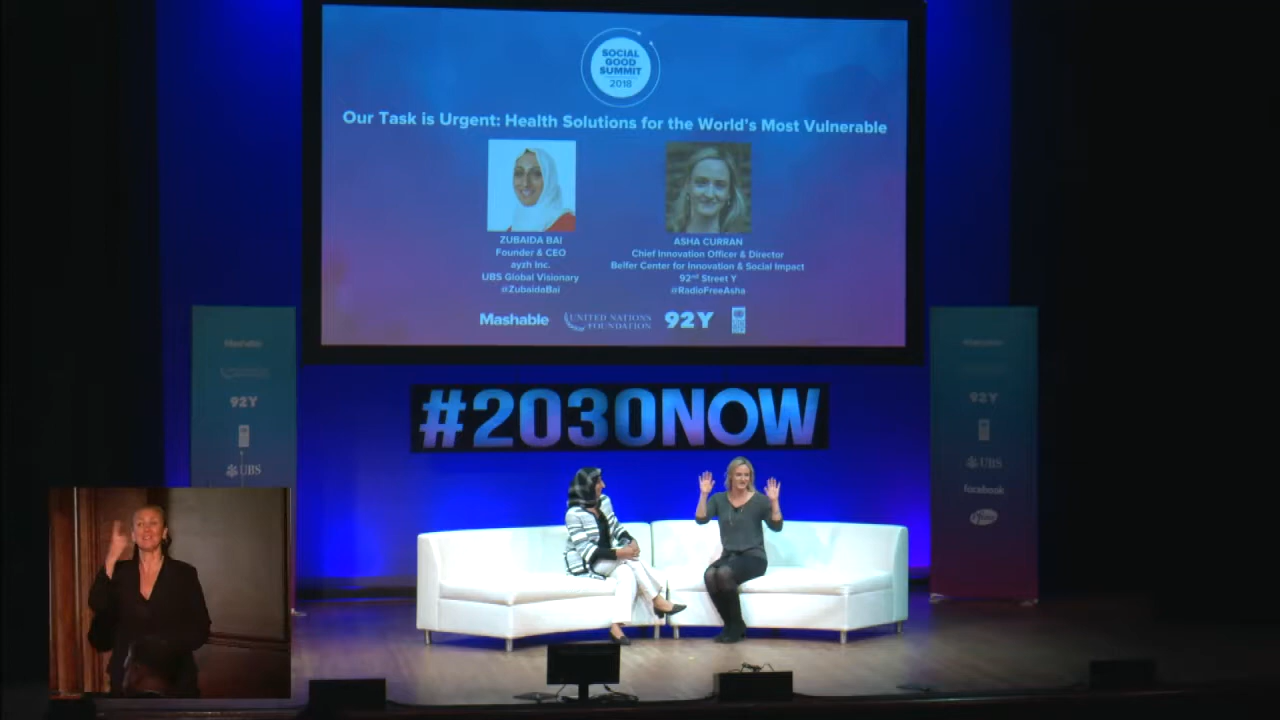 SOCIAL
GOOD
SUMMIT
2018
Our Task is Urgent: Health Solutions for the World's Most Vulnerable
ZUBAIDA BAI
Founder & CEO
ayzh Inc.
UBS Global Visionary
#ZubaidaBai
ASHA CURRAN
Chief Innovation Officer & Director
Belfer Center for Innovation & Social Impact
92nd Street Y
#RadioFreeAsha
Mashable
UNITED NATIONS
FOUNDATION
92Y
#2030NOW
92Y
UBS
92Y
UBS
facebook
Pfizer